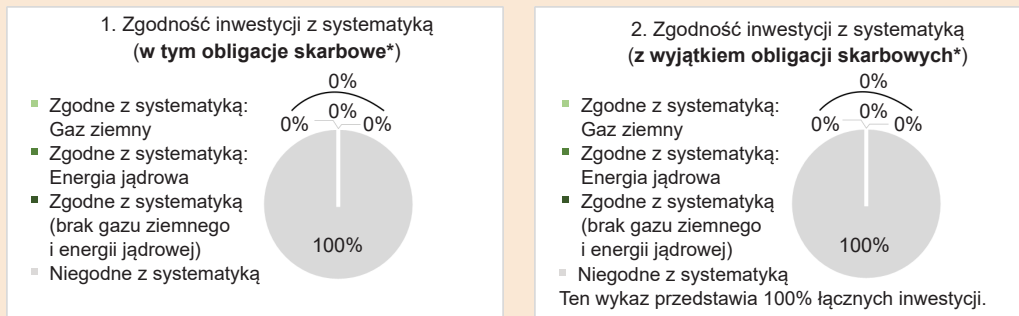 1. Zgodność inwestycji z systematyką
(w tym obligacje skarbowe*)
0%
0%
0%
0%
Zgodne z systematyką:
Gaz ziemny
Zgodne z systematyką:
Energia jądrowa
Zgodne z systematyką
(brak gazu ziemnego
i energii jądrowej)
Niegodne z systematyką
100%
2. Zgodność inwestycji z systematyką
(z wyjątkiem obligacji skarbowych*)
0%
0%
0%
0%
Zgodne z systematyką:
Gaz ziemny
Zgodne z systematyką:
Energia jądrowa
Zgodne z systematyką
(brak gazu ziemnego
i energii jądrowej)
Niegodne z systematyką
100%
Ten wykaz przedstawia 100% łącznych inwestycji.